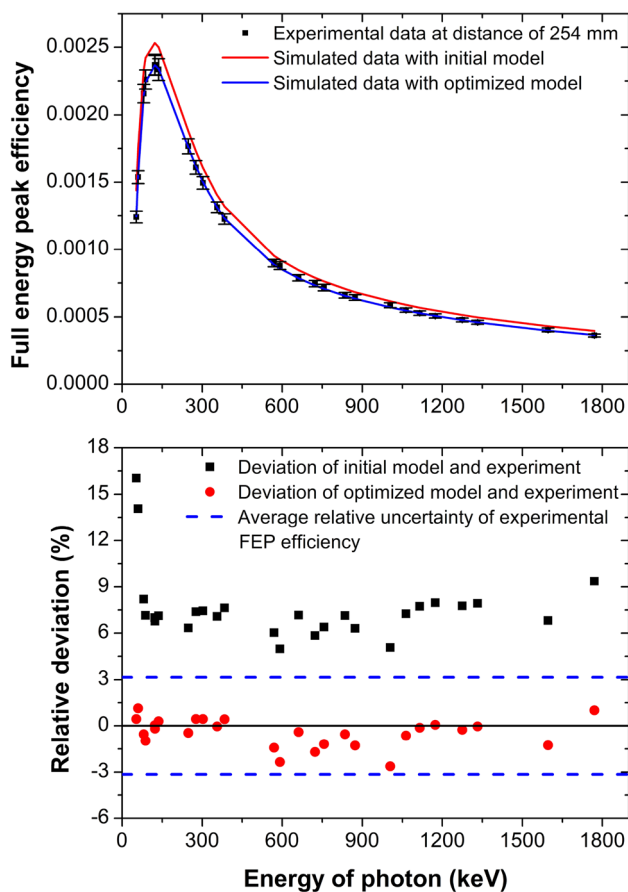 Experimental data at distance of 254 mm
Simulated data with initial model
Simulated data with optimized model
Full energy peak efficiency
0.0025
0.0020
0.0015
0.0010
0.0005
0.0000
0 300 600 900 1200 1500 1800
Deviation of initial model and experiment
Deviation of optimized model and experiment
Average relative uncertainty of experimental
FEP efficiency
Relative deviation (%)
18
15
12
9
6
3
0
-3
-6
0 300 600 900 1200 1500 1800
Energy of photon (keV)